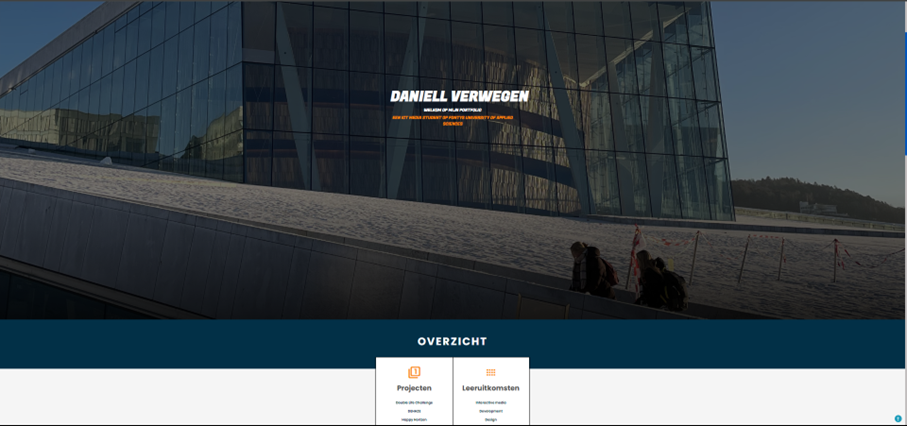 DANIELL VERWEGEN
WELKOM OP MIJN PORTFOLIO
EEN ICT MEDIA STUDENT OP FONTYS UNIVERSITY OF APPLIED
SCIENCES
OVERZICHT
Projecten
Leeruitkomsten
Double Life Challenge
Interactive media
Development
Happy Horizon
Design